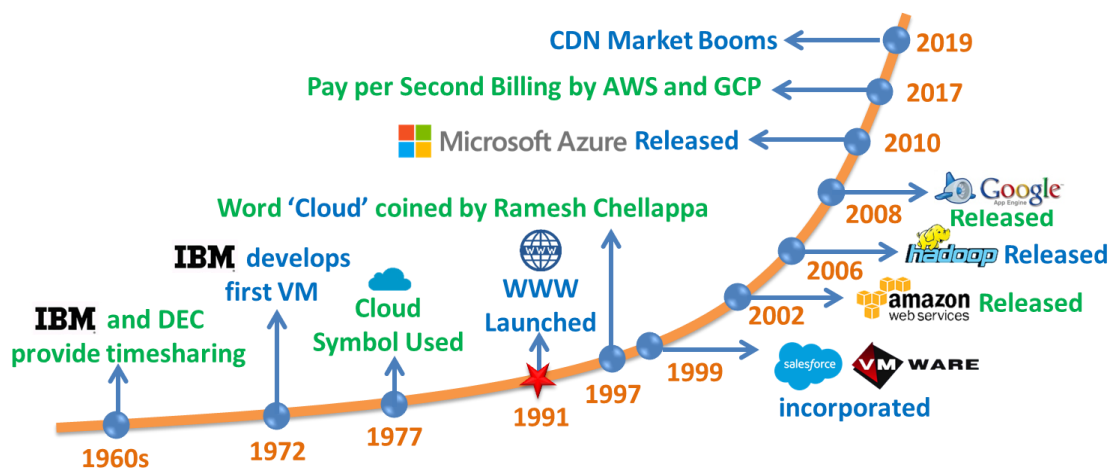 CDN Market Booms
2019
Pay per Second Billing by AWS and GCP
2017
Microsoft Azure Released
2010
Google
App Engine
Released
2008
Word ‘Cloud’ coined by Ramesh Chellappa
hadoop Released
2006
IBM develops
first VM
WWW
WWW
Launched
Cloud
Symbol Used
amazon
web services
Released
2002
IBM and DEC
provide timesharing
salesforce
VM WARE
incorporated
1960s
1972
1977
1991
1997
1999